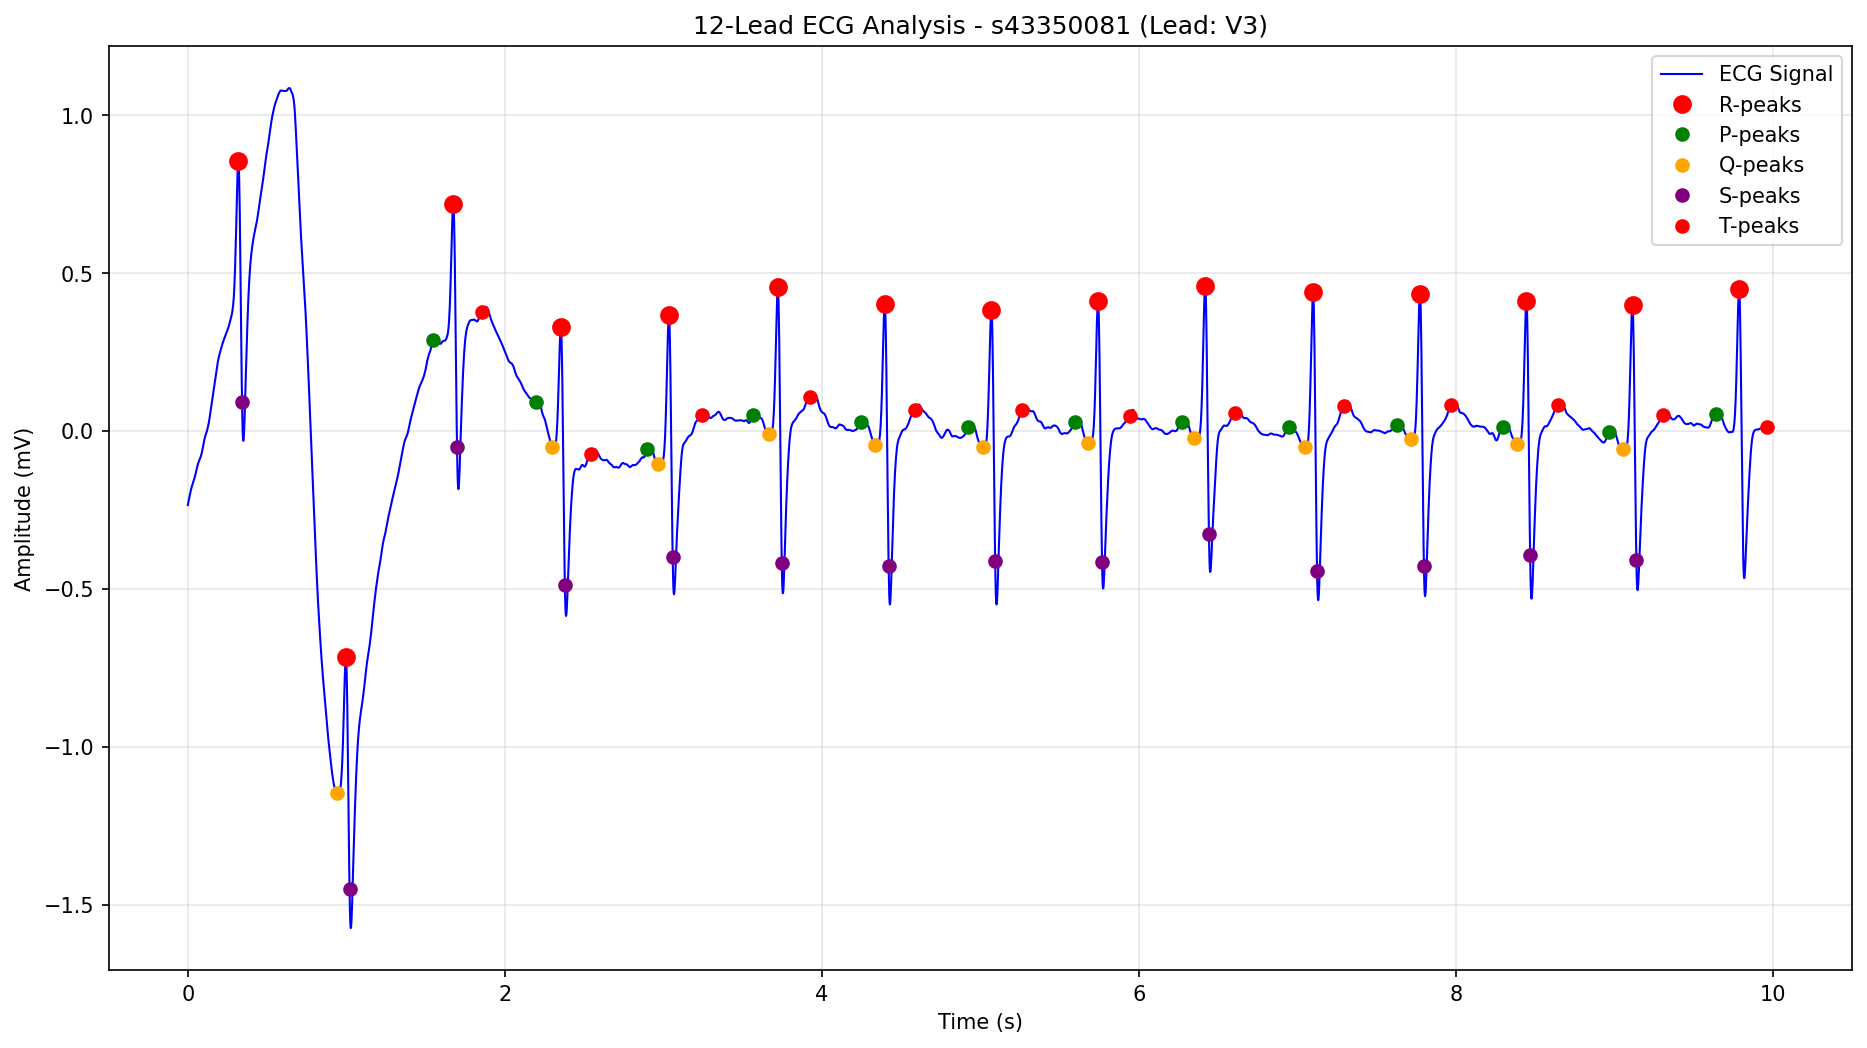 12-Lead ECG Analysis - s43350081 (Lead: V3)
ECG Signal
R-peaks
P-peaks
Q-peaks
S-peaks
T-peaks
Amplitude (mV)
1.0
0.5
0.0
−0.5
−1.0
−1.5
0 2 4 6 8 10
Time (s)